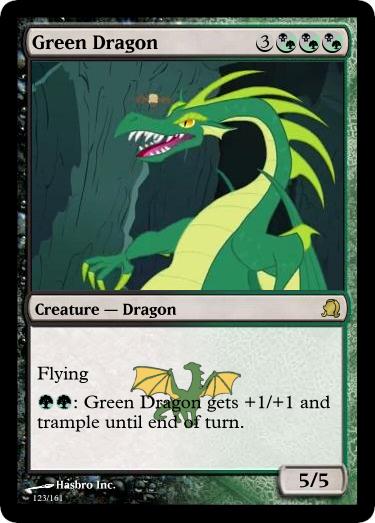 Green Dragon 3
Creature — Dragon
Flying
: Green Dragon gets +1/+1 and
trample until end of turn.
5/5
Hasbro Inc.
123/161